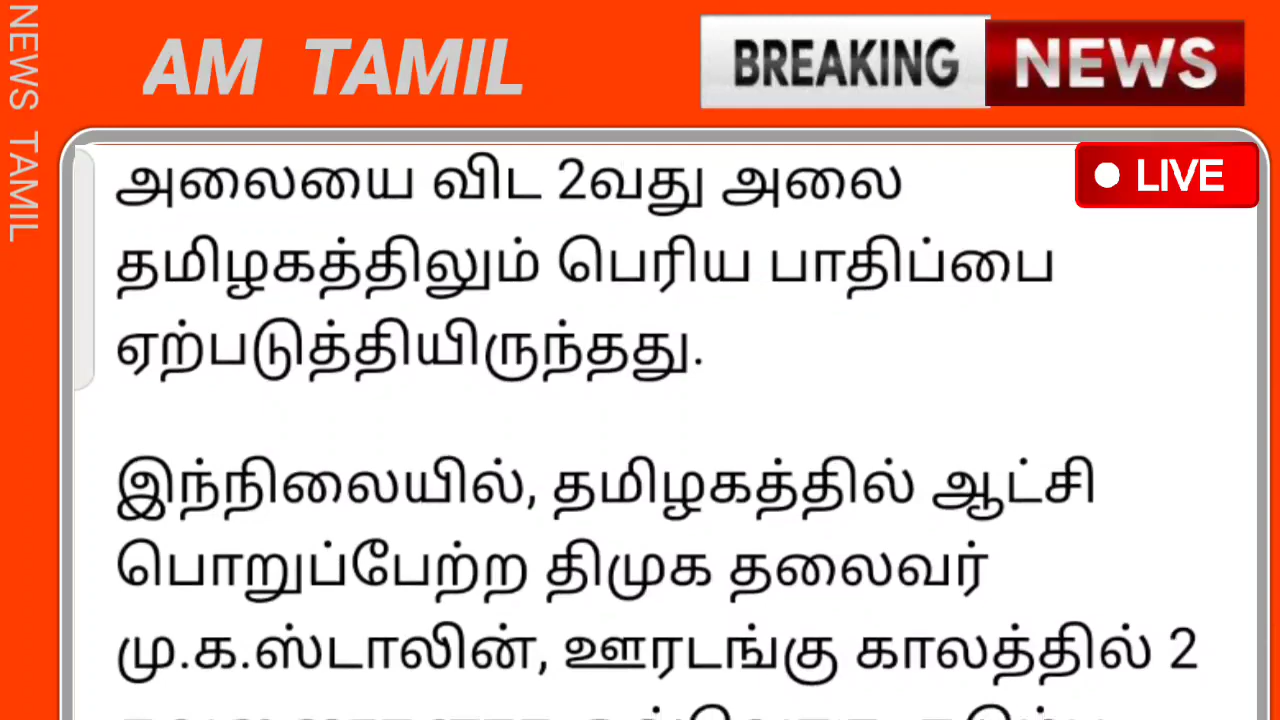 NEWS TAMIL
AM TAMIL
BREAKING NEWS
LIVE
அலையை விட 2வது அலை
தமிழகத்திலும் பெரிய பாதிப்பை
ஏற்படுத்தியிருந்தது.
இந்நிலையில், தமிழகத்தில் ஆட்சி
பொறுப்பேற்ற திமுக தலைவர்
மு.க.ஸ்டாலின், ஊரடங்கு காலத்தில் 2